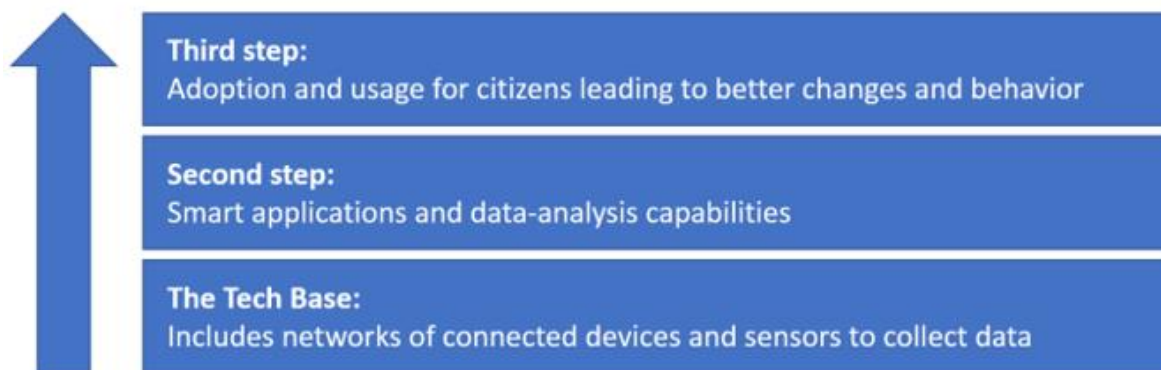 Third step:
Adoption and usage for citizens leading to better changes and behavior
Second step:
Smart applications and data-analysis capabilities
The Tech Base:
Includes networks of connected devices and sensors to collect data